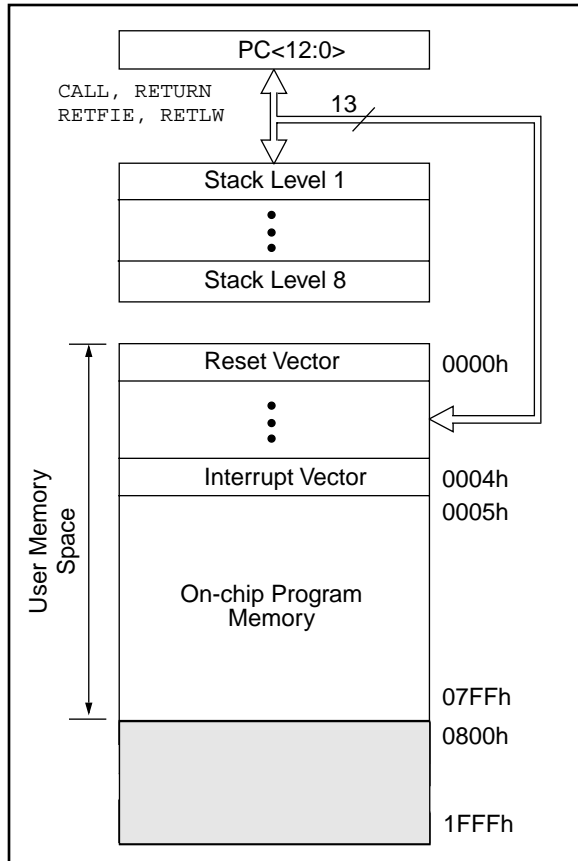 PC<12:0>
CALL, RETURN
RETFIE, RETLW
13
Stack Level 1
Stack Level 8
Reset Vector
0000h
Interrupt Vector
0004h
0005h
User Memory
Space
On-chip Program
Memory
07FFh
0800h
1FFFh